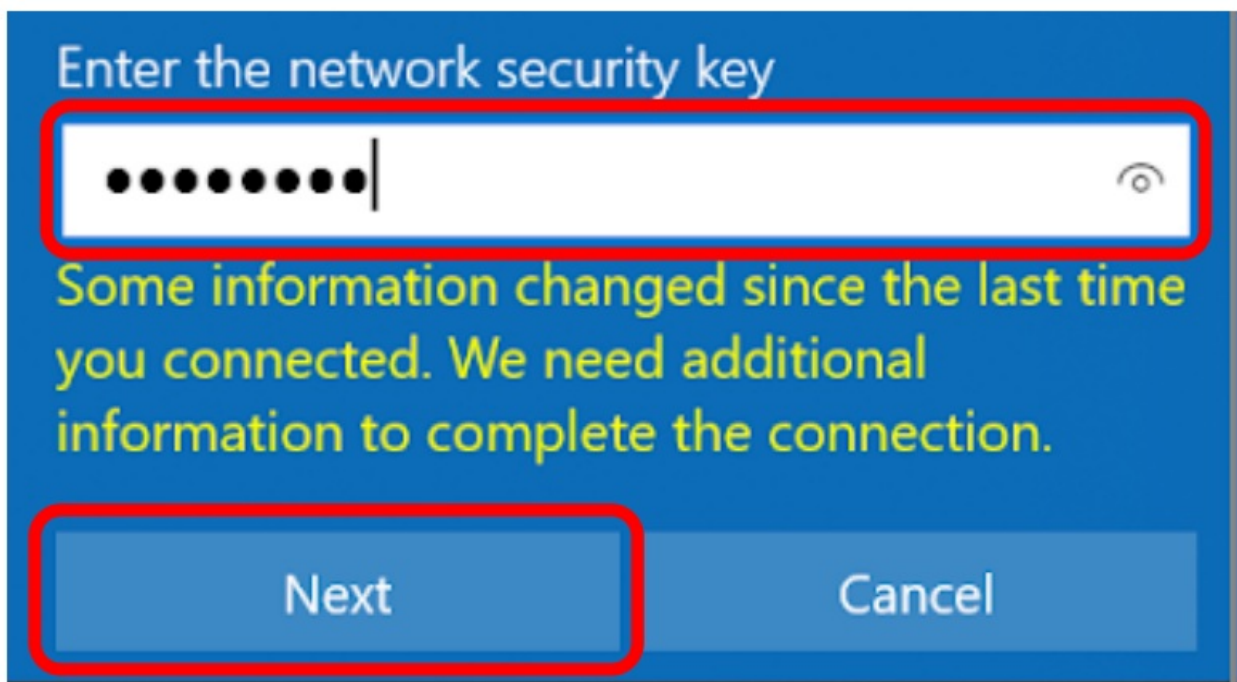 Enter the network security key
●●●●●●●●
Some information changed since the last time
you connected. We need additional
information to complete the connection.
Next
Cancel